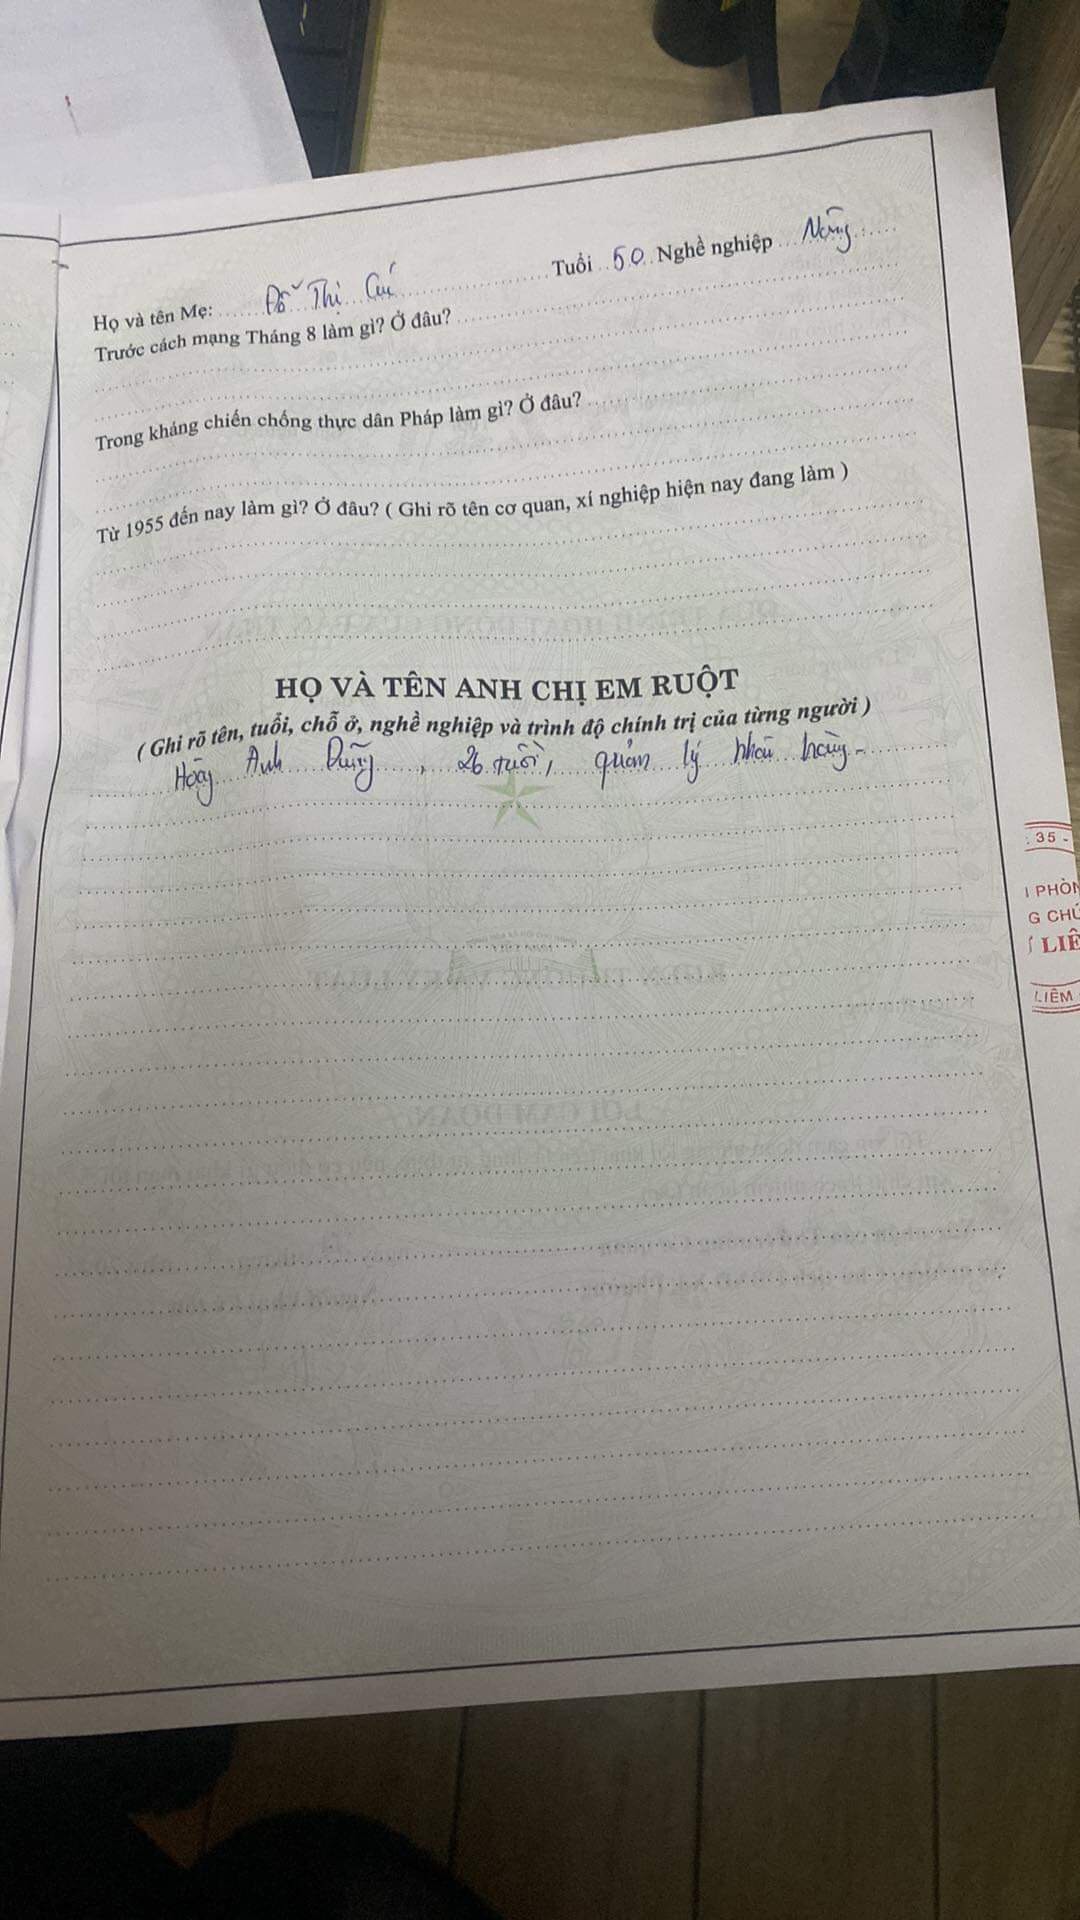 Họ và tên Mẹ: Đỗ Thị Cúc Tuổi 50 Nghề nghiệp Nông
Trước cách mạng Tháng 8 làm gì? Ở đâu?
Trong kháng chiến chống thực dân Pháp làm gì? Ở đâu?
Từ 1955 đến nay làm gì? Ở đâu? ( Ghi rõ tên cơ quan, xí nghiệp hiện nay đang làm )
HỌ VÀ TÊN ANH CHỊ EM RUỘT
( Ghi rõ tên, tuổi, chỗ ở, nghề nghiệp và trình độ chính trị của từng người )
Hoàng Anh Dũng, 26 tuổi, quản lý nhà hàng.
: 35 -
PHÒN
G CHỨ
LIÊ
LIÊM